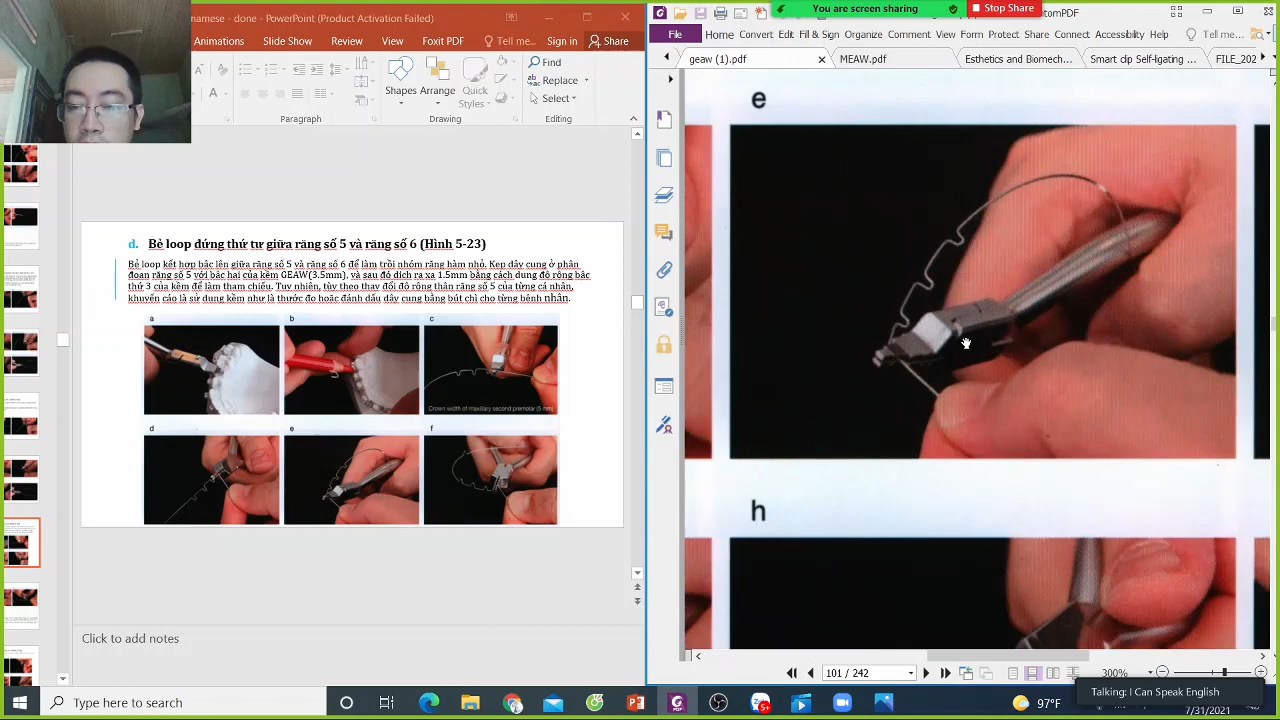 namese - done - PowerPoint (Product Activation Failed)
Animations Slide Show Review View Foxit PDF Tell me... Sign in Share
Shapes Arrange Quick Styles
Find
Replace
Select
Paragraph Drawing Editing
d. Bẻ loop đứng thứ tư giữa răng số 5 và răng số 6 (Hình 5-23)
Bẻ loop kết hợp bậc lên giữa răng số 5 và răng số 6 để làm trồi nhóm răng hàm nhỏ. Kẹp dây cung ở phần
đoạn răng số 5 với bậc hai của kềm GEAW (3.5mm), và sau đó dịch ra xa 1.5mm bằng cách dùng độ rộng bậc
thứ 3 của kềm để làm tham chiếu. Tuy nhiên, tùy theo thay đổi độ rộng thân răng số 5 của từng bệnh nhân,
khuyến cáo là sử dụng kềm như là thước đo hoặc đánh dấu dây cung bằng bút chì cho từng bệnh nhân.
a b c
Crown width of maxillary second premolar (5 mm)
d e f
Click to add notes
Type here to search
You are screen sharing Stop Share
tomPDF
File Home Convert Edit Fill & Sign Organize Comment View Form Protect Share Connect Accessibility Help Tell me...
geaw (1).pdf MEAW.pdf Esthetics and Biomech... Smart clip Self-ligating ... FILE_202
e
h
101 / 242
300%
Talking: I Can Speak English
5+
97°F
7/31/2021